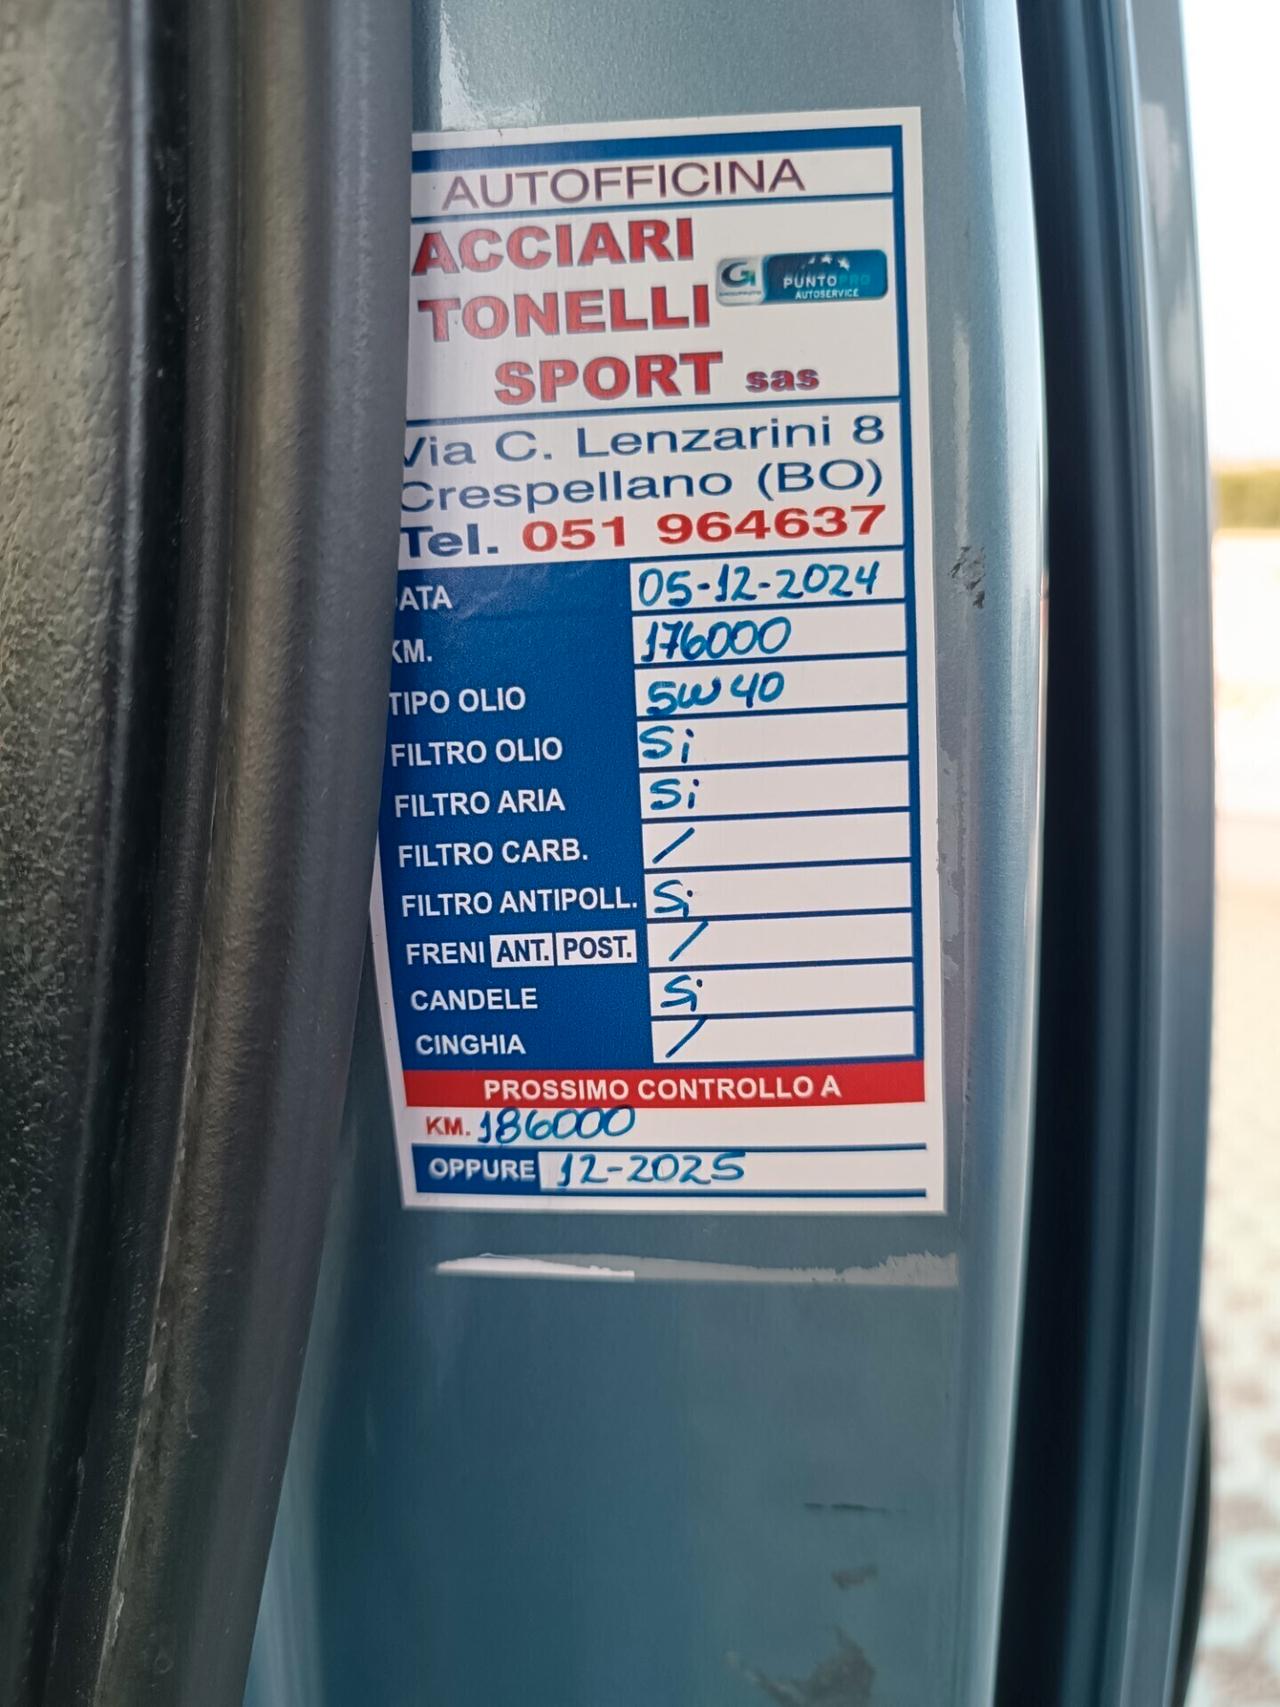 AUTOFFICINA
ACCIARI
TONELLI
SPORT sas
G PUNTOPRO
AUTOSERVICE
Via C. Lenzarini 8
Crespellano (BO)
Tel. 051 964637
ATA 05-12-2024
KM. 176000
TIPO OLIO 5W40
FILTRO OLIO Si
FILTRO ARIA Si
FILTRO CARB. /
FILTRO ANTIPOLL. Si
FRENI ANT. POST. /
CANDELE Si
CINGHIA /
PROSSIMO CONTROLLO A
KM. 186000
OPPURE 12-2025